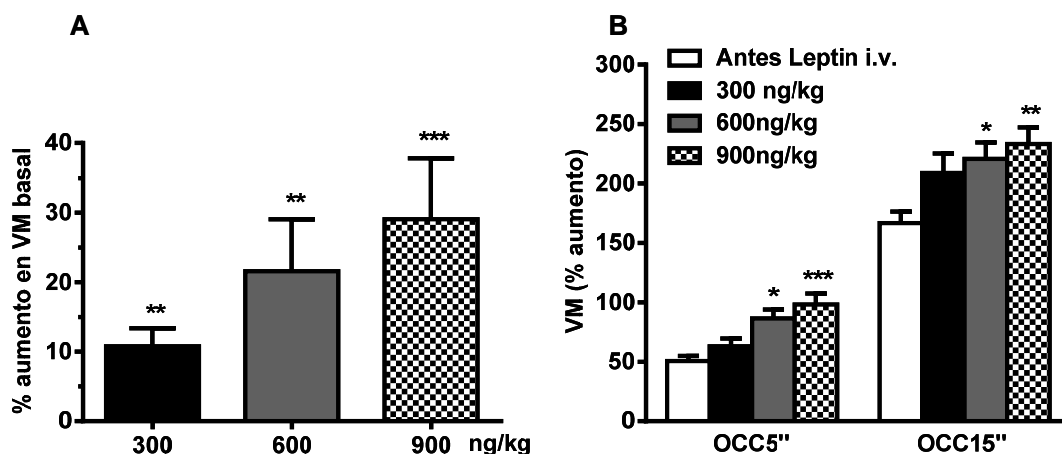 A
% aumento en VM basal
40
30
20
10
0
***
**
**
300
600
900
ng/kg
B
Antes Leptin i.v.
300 ng/kg
600ng/kg
900ng/kg
VM (% aumento)
300
250
200
150
100
50
0
*
***
*
**
OCC5"
OCC15"